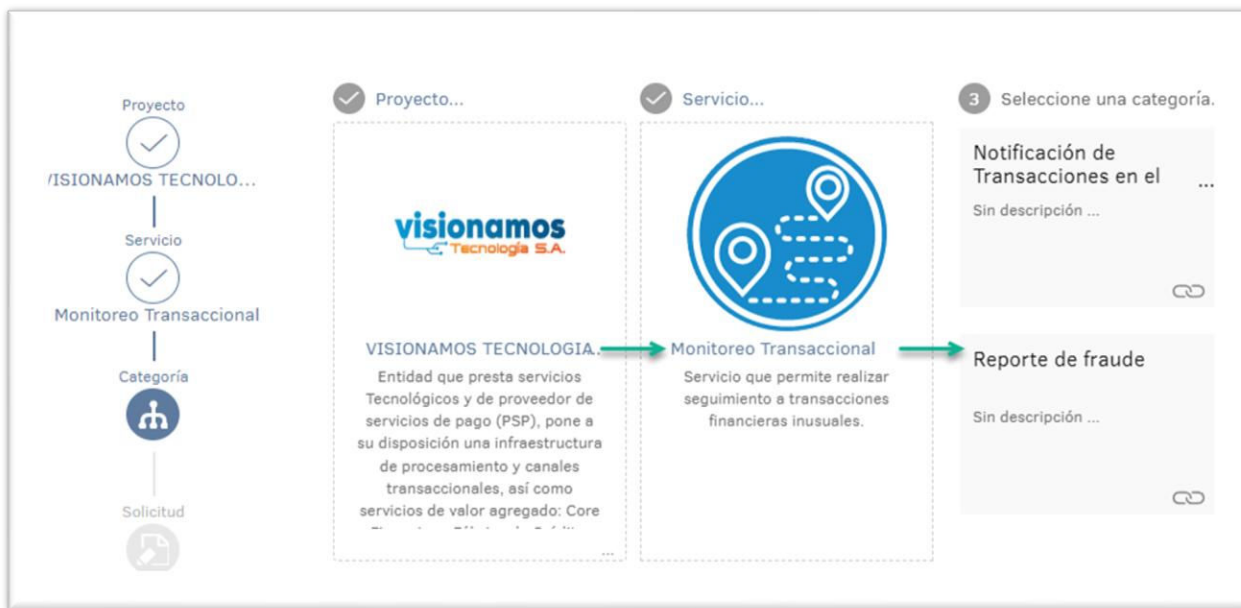 Proyecto
VISIONAMOS TECNOLO...
Servicio
Monitoreo Transaccional
Categoría
Solicitud
Proyecto...
visionamos
Tecnología S.A.
VISIONAMOS TECNOLOGIA..
Entidad que presta servicios
Tecnológicos y de proveedor de
servicios de pago (PSP), pone a
su disposición una infraestructura
de procesamiento y canales
transaccionales, así como
servicios de valor agregado: Core
...
Servicio...
Monitoreo Transaccional
Servicio que permite realizar
seguimiento a transacciones
financieras inusuales.
3 Seleccione una categoría.
Notificación de
Transacciones en el ...
Sin descripción ...
Reporte de fraude
Sin descripción ...